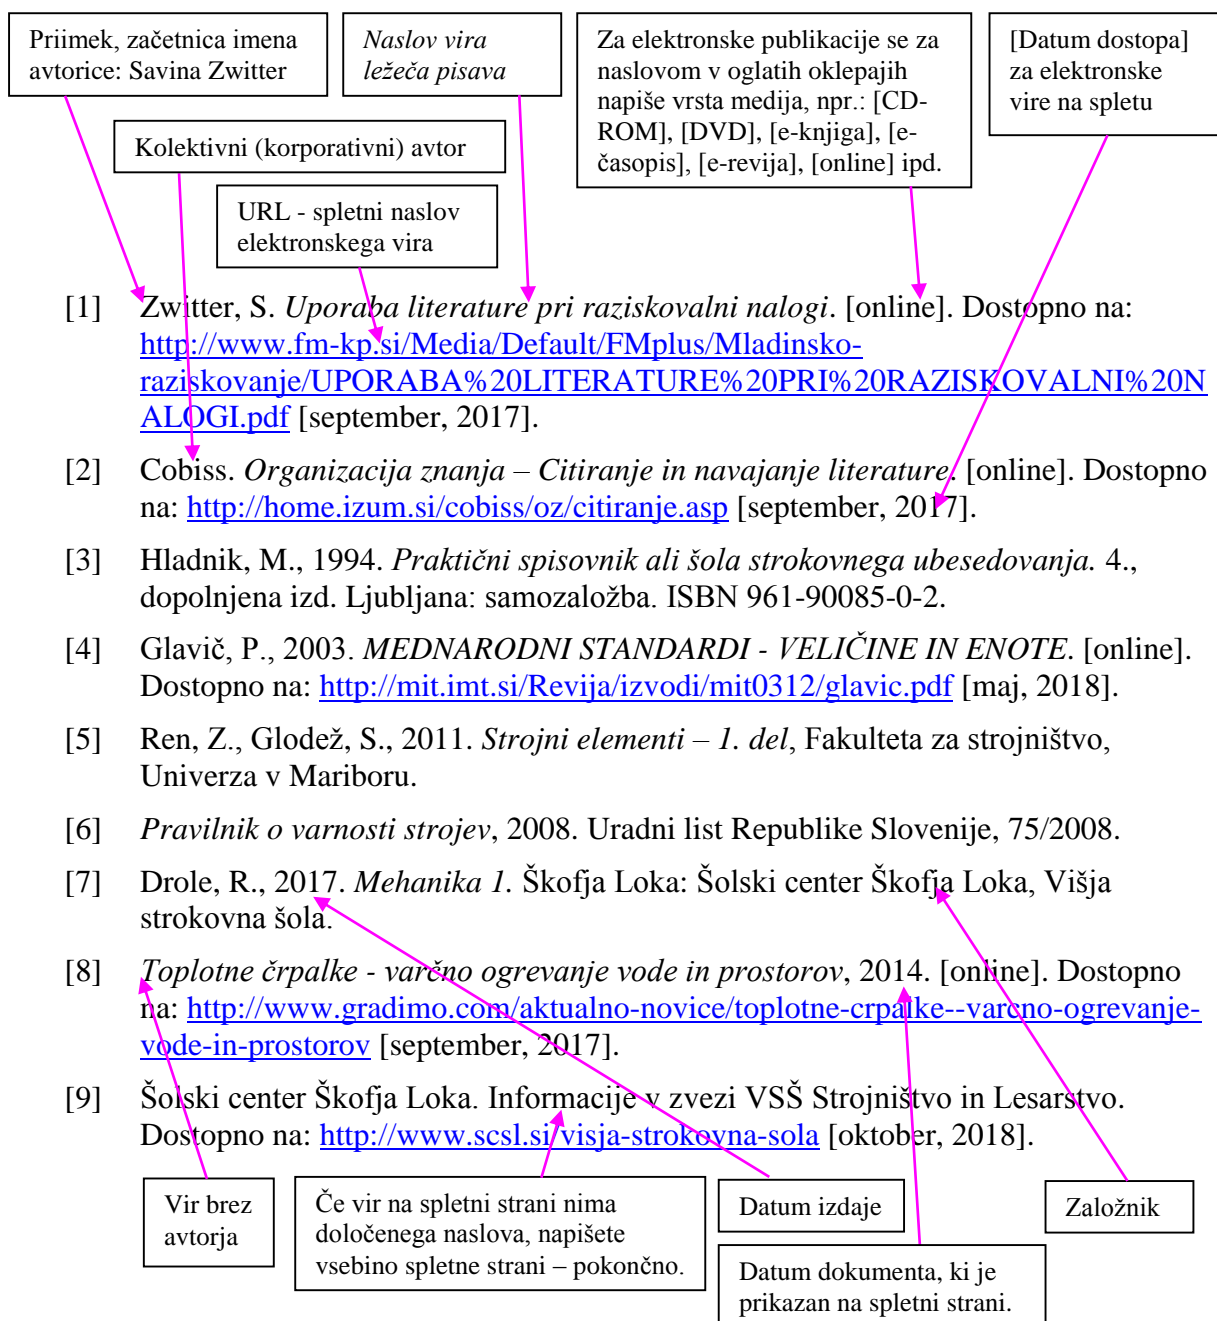 Priimek, začetnica imena
avtorice: Savina Zwitter
Naslov vira
ležeča pisava
Za elektronske publikacije se za
naslovom v oglatih oklepajih
napiše vrsta medija, npr.: [CD-
ROM], [DVD], [e-knjiga], [e-
časopis], [e-revija], [online] ipd.
[Datum dostopa]
za elektronske
vire na spletu
Kolektivni (korporativni) avtor
URL - spletni naslov
elektronskega vira
[1] Zwitter, S. Uporaba literature pri raziskovalni nalogi. [online]. Dostopno na:
http://www.fm-kp.si/Media/Default/FMplus/Mladinsko-
raziskovanje/UPORABA%20LITERATURE%20PRI%20RAZISKOVALNI%20N
ALOGI.pdf [september, 2017].
[2] Cobiss. Organizacija znanja – Citiranje in navajanje literature. [online]. Dostopno
na: http://home.izum.si/cobiss/oz/citiranje.asp [september, 2017].
[3] Hladnik, M., 1994. Praktični spisovnik ali šola strokovnega ubesedovanja. 4.,
dopolnjena izd. Ljubljana: samozaložba. ISBN 961-90085-0-2.
[4] Glavič, P., 2003. MEDNARODNI STANDARDI - VELIČINE IN ENOTE. [online].
Dostopno na: http://mit.imt.si/Revija/izvodi/mit0312/glavic.pdf [maj, 2018].
[5] Ren, Z., Glodež, S., 2011. Strojni elementi – 1. del, Fakulteta za strojništvo,
Univerza v Mariboru.
[6] Pravilnik o varnosti strojev, 2008. Uradni list Republike Slovenije, 75/2008.
[7] Drole, R., 2017. Mehanika 1. Škofja Loka: Šolski center Škofja Loka, Višja
strokovna šola.
[8] Toplotne črpalke - varčno ogrevanje vode in prostorov, 2014. [online]. Dostopno
na: http://www.gradimo.com/aktualno-novice/toplotne-crpalke--varcno-ogrevanje-
vode-in-prostorov [september, 2017].
[9] Šolski center Škofja Loka. Informacije v zvezi VSŠ Strojništvo in Lesarstvo.
Dostopno na: http://www.scsl.si/visja-strokovna-sola [oktober, 2018].
Vir brez
avtorja
Če vir na spletni strani nima
določenega naslova, napišete
vsebino spletne strani – pokončno.
Datum izdaje
Založnik
Datum dokumenta, ki je
prikazan na spletni strani.